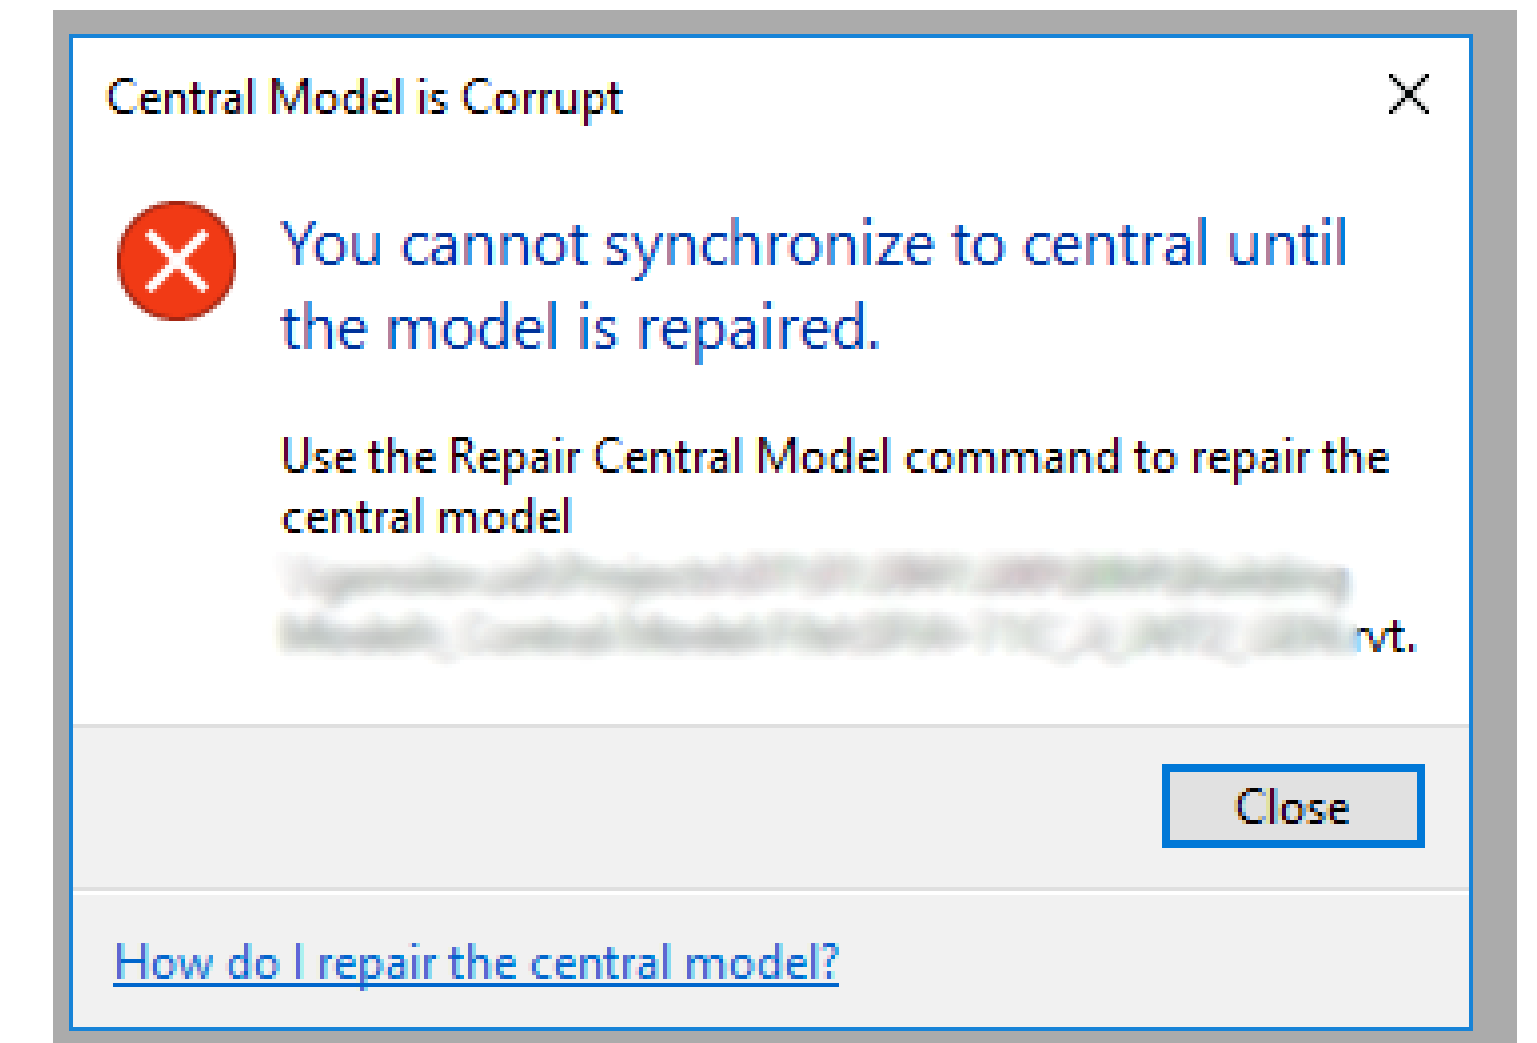 Central Model is Corrupt
You cannot synchronize to central until
the model is repaired.
Use the Repair Central Model command to repair the
central model
rvt.
Close
How do I repair the central model?